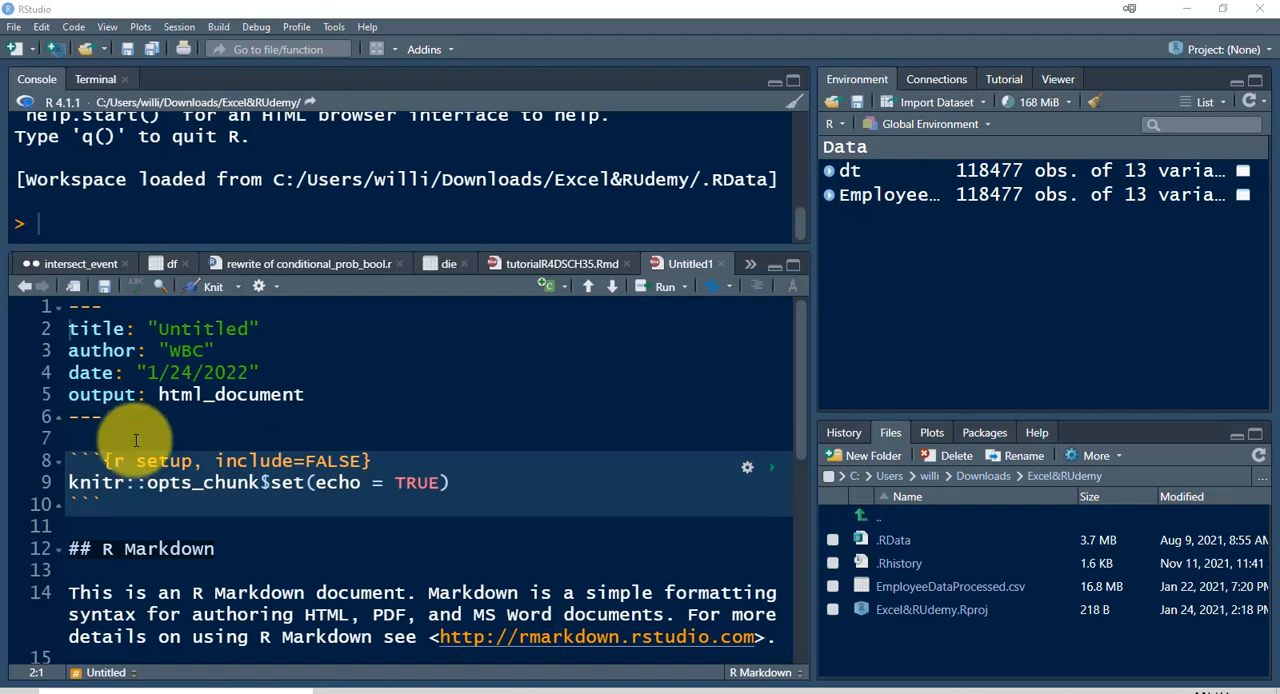 RStudio
File Edit Code View Plots Session Build Debug Profile Tools Help
Go to file/function Addins Project: (None)
Console Terminal
R 4.1.1 · C:/Users/willi/Downloads/Excel&RUdemy/
'help.start()' for an HTML browser interface to help.
Type 'q()' to quit R.
[Workspace loaded from C:/Users/willi/Downloads/Excel&RUdemy/.RData]
>
intersect_event df rewrite of conditional_prob_bool.r die tutorialR4DSCH35.Rmd Untitled1
ABC Knit Run
1 ---
2 title: "Untitled"
3 author: "WBC"
4 date: "1/24/2022"
5 output: html_document
6 ---
7
8 ```{r setup, include=FALSE}
9 knitr::opts_chunk$set(echo = TRUE)
10 ```
11
12 ## R Markdown
13
14 This is an R Markdown document. Markdown is a simple formatting
syntax for authoring HTML, PDF, and MS Word documents. For more
details on using R Markdown see <http://rmarkdown.rstudio.com>.
15
2:1 # Untitled R Markdown
Environment Connections Tutorial Viewer
Import Dataset 168 MiB List
R Global Environment
Data
dt 118477 obs. of 13 varia…
Employee… 118477 obs. of 13 varia…
History Files Plots Packages Help
New Folder Delete Rename More
C: > Users > willi > Downloads > Excel&RUdemy ...
Name Size Modified
..
.RData 3.7 MB Aug 9, 2021, 8:55 AM
.Rhistory 1.6 KB Nov 11, 2021, 11:41
EmployeeDataProcessed.csv 16.8 MB Jan 22, 2021, 7:20 PM
Excel&RUdemy.Rproj 218 B Jan 24, 2021, 2:18 PM